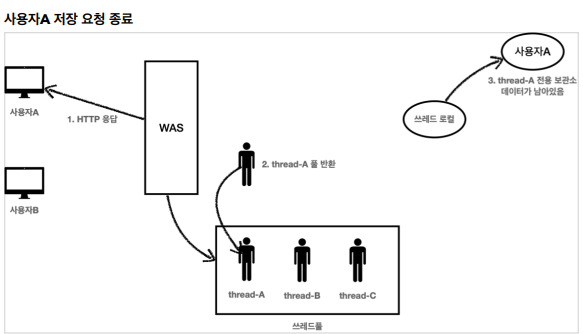 사용자A 저장 요청 종료
사용자A
1. HTTP 응답
WAS
사용자A
3. thread-A 전용 보관소
데이터가 남아있음
쓰레드 로컬
2. thread-A 풀 반환
사용자B
thread-A
thread-B
thread-C
쓰레드풀